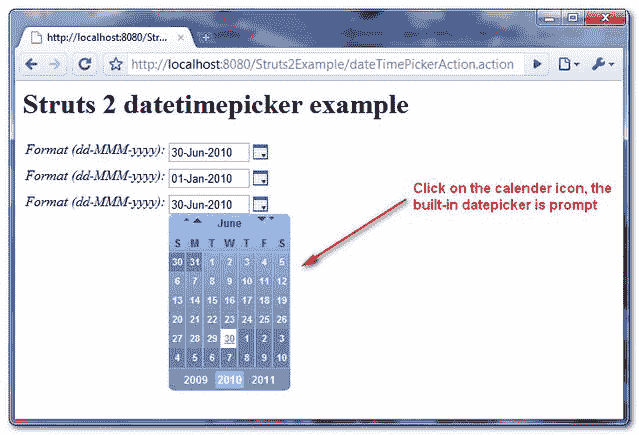 http://localhost:8080/Str...
http://localhost:8080/Struts2Example/dateTimePickerAction.action
Struts 2 datetimepicker example
Format (dd-MMM-yyyy): 30-Jun-2010
Format (dd-MMM-yyyy): 01-Jan-2010
Format (dd-MMM-yyyy): 30-Jun-2010
Click on the calender icon, the
built-in datepicker is prompt
June
S M T W T F S
30 31 1 2 3 4 5
6 7 8 9 10 11 12
13 14 15 16 17 18 19
20 21 22 23 24 25 26
27 28 29 30 1 2 3
4 5 6 7 8 9 10
2009 2010 2011